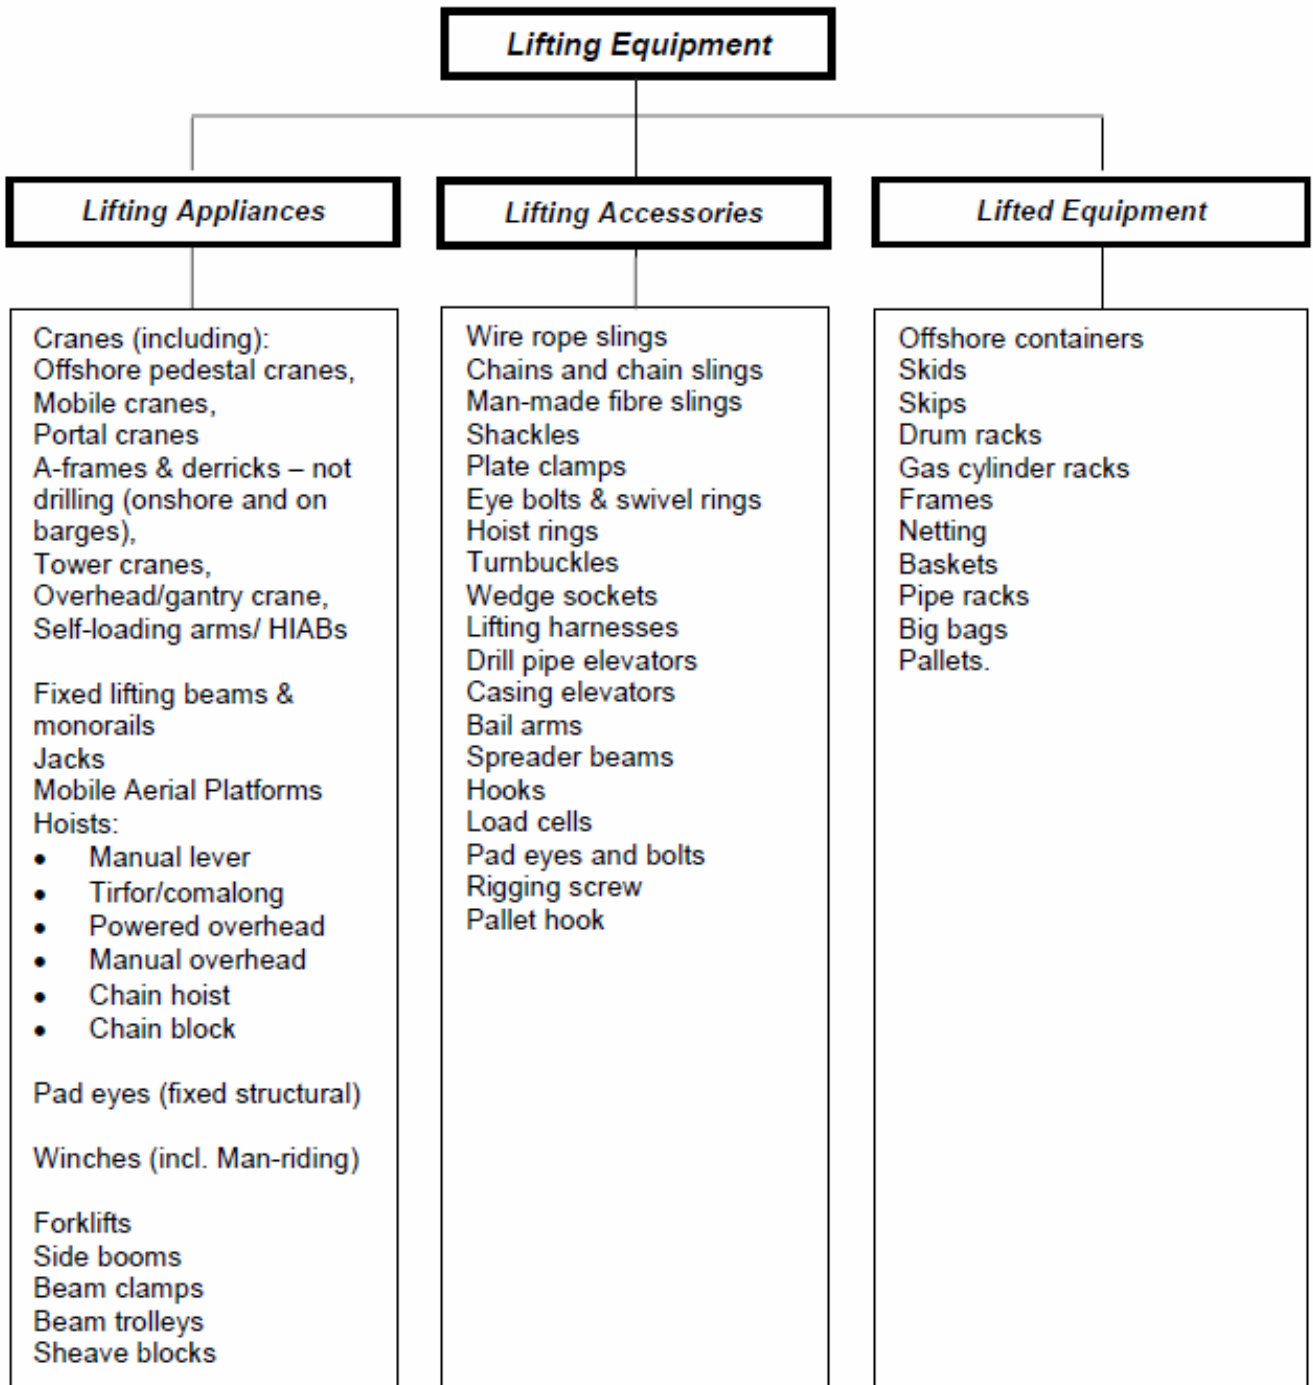 Lifting Equipment
Lifting Appliances
Lifting Accessories
Lifted Equipment
Cranes (including):
Offshore pedestal cranes,
Mobile cranes,
Portal cranes
A-frames & derricks – not
drilling (onshore and on
barges),
Tower cranes,
Overhead/gantry crane,
Self-loading arms/ HIABs
Fixed lifting beams &
monorails
Jacks
Mobile Aerial Platforms
Hoists:
• Manual lever
• Tirfor/comalong
• Powered overhead
• Manual overhead
• Chain hoist
• Chain block
Pad eyes (fixed structural)
Winches (incl. Man-riding)
Forklifts
Side booms
Beam clamps
Beam trolleys
Sheave blocks
Wire rope slings
Chains and chain slings
Man-made fibre slings
Shackles
Plate clamps
Eye bolts & swivel rings
Hoist rings
Turnbuckles
Wedge sockets
Lifting harnesses
Drill pipe elevators
Casing elevators
Bail arms
Spreader beams
Hooks
Load cells
Pad eyes and bolts
Rigging screw
Pallet hook
Offshore containers
Skids
Skips
Drum racks
Gas cylinder racks
Frames
Netting
Baskets
Pipe racks
Big bags
Pallets.